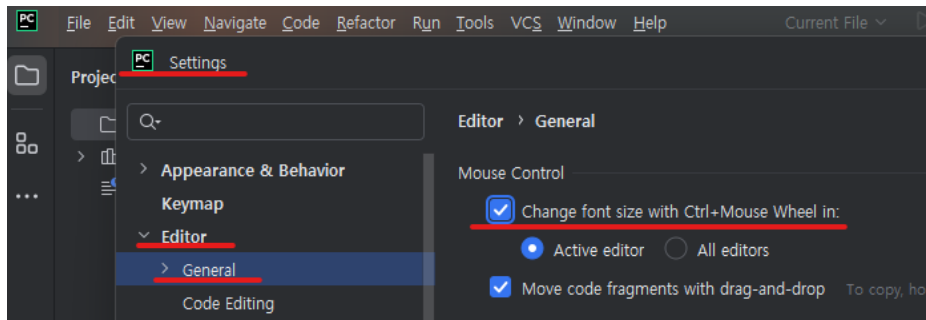 PC File Edit View Navigate Code Refactor Run Tools VCS Window Help Current File
PC Settings
Projec
Editor > General
Appearance & Behavior
Mouse Control
Keymap
Change font size with Ctrl+Mouse Wheel in:
Editor
Active editor All editors
General
Move code fragments with drag-and-drop To copy, ho
Code Editing